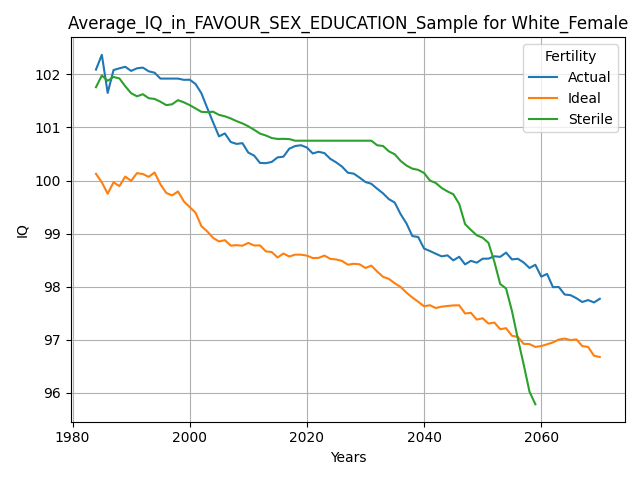 Average_IQ_in_FAVOUR_SEX_EDUCATION_Sample for White_Female
Fertility
Actual
Ideal
Sterile
IQ
102
101
100
99
98
97
96
1980 2000 2020 2040 2060
Years